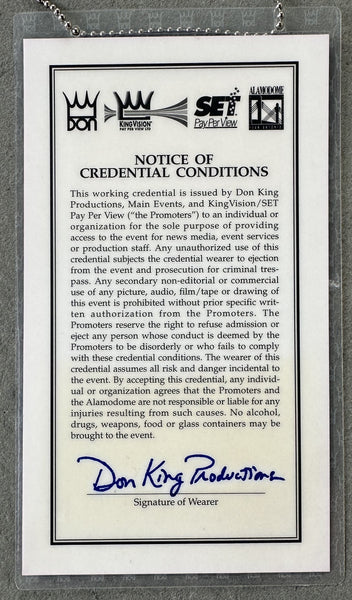 DON
KINGVISION
PAY PER VIEW LTD
SET
Pay Per View
ALAMODOME
NOTICE OF
CREDENTIAL CONDITIONS
This working credential is issued by Don King
Productions, Main Events, and KingVision/SET
Pay Per View ("the Promoters") to an individual or
organization for the sole purpose of providing
access to the event for news media, event services
or production staff. Any unauthorized use of this
credential subjects the credential wearer to ejection
from the event and prosecution for criminal tres-
pass. Any secondary non-editorial or commercial
use of any picture, audio, film/tape or drawing of
this event is prohibited without prior specific writ-
ten authorization from the Promoters. The
Promoters reserve the right to refuse admission or
eject any person whose conduct is deemed by the
Promoters to be disorderly or who fails to comply
with these credential conditions. The wearer of this
credential assumes all risk and danger incidental to
the event. By accepting this credential, any individ-
ual or organization agrees that the Promoters and
the Alamodome are not responsible or liable for any
injuries resulting from such causes. No alcohol,
drugs, weapons, food or glass containers may be
brought to the event.
Don King Productions
Signature of Wearer